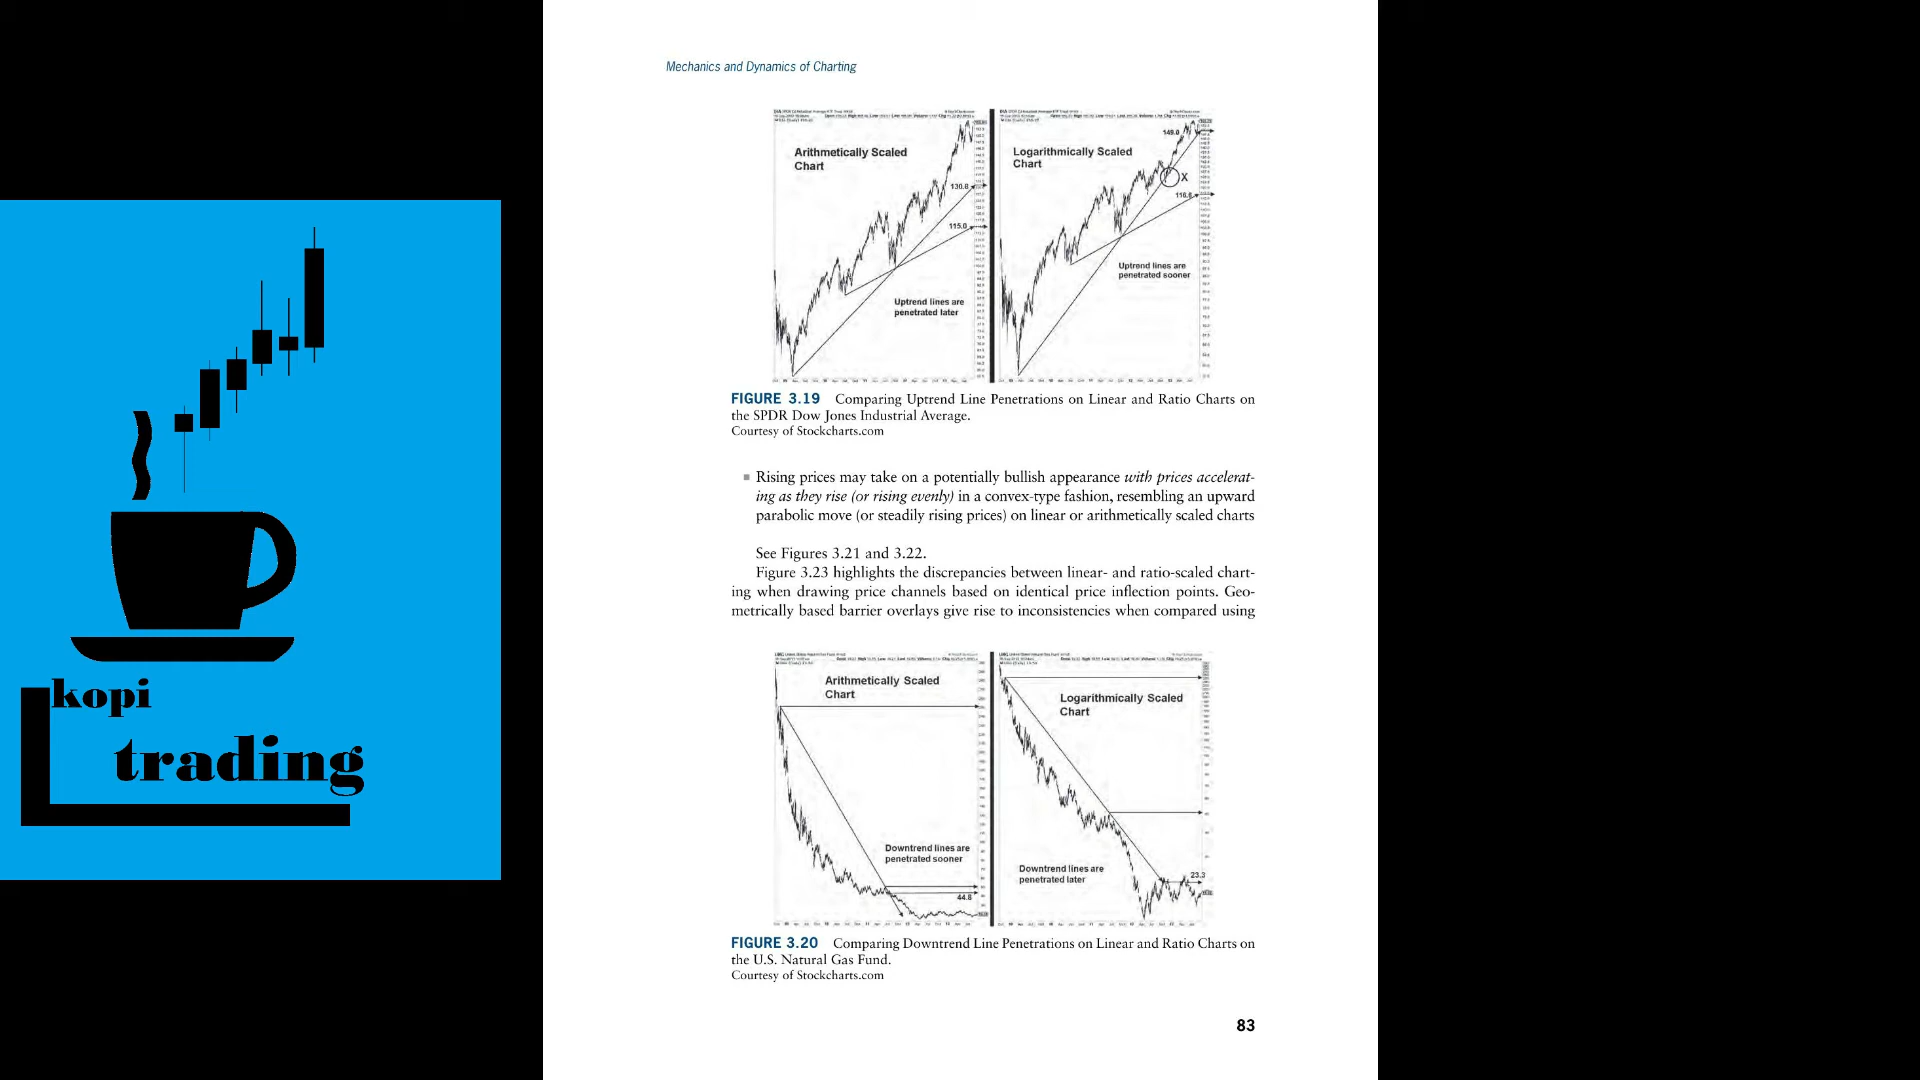 kopi
trading
Mechanics and Dynamics of Charting
Arithmetically Scaled
Chart
130.8
115.0
Uptrend lines are
penetrated later
Logarithmically Scaled
Chart
149.0
X
116.8
Uptrend lines are
penetrated sooner
FIGURE 3.19 Comparing Uptrend Line Penetrations on Linear and Ratio Charts on
the SPDR Dow Jones Industrial Average.
Courtesy of Stockcharts.com
▪ Rising prices may take on a potentially bullish appearance with prices accelerat-
ing as they rise (or rising evenly) in a convex-type fashion, resembling an upward
parabolic move (or steadily rising prices) on linear or arithmetically scaled charts
See Figures 3.21 and 3.22.
Figure 3.23 highlights the discrepancies between linear- and ratio-scaled chart-
ing when drawing price channels based on identical price inflection points. Geo-
metrically based barrier overlays give rise to inconsistencies when compared using
Arithmetically Scaled
Chart
Downtrend lines are
penetrated sooner
44.8
Logarithmically Scaled
Chart
Downtrend lines are
penetrated later
23.3
FIGURE 3.20 Comparing Downtrend Line Penetrations on Linear and Ratio Charts on
the U.S. Natural Gas Fund.
Courtesy of Stockcharts.com
83